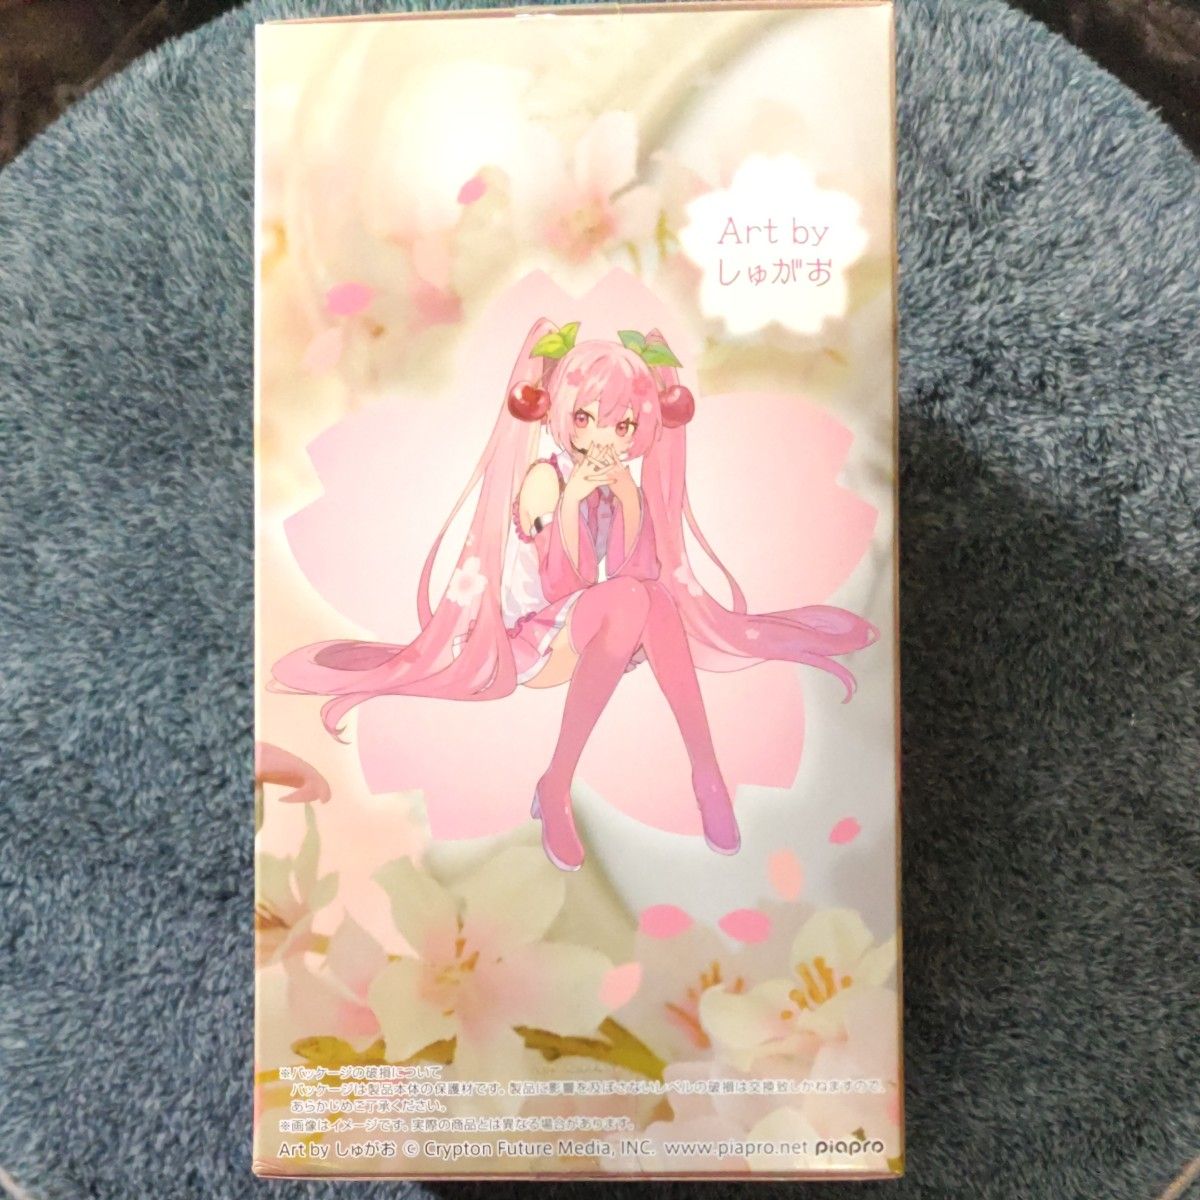 Art by
しゅがお
※パッケージの破損について
パッケージは製品本体の保護材です。製品に影響を及ぼさないレベルの破損は交換致しかねますので、
あらかじめご了承ください。
※画像はイメージです。実際の商品とは異なる場合があります。
Art by しゅがお © Crypton Future Media, INC. www.piapro.net piapro